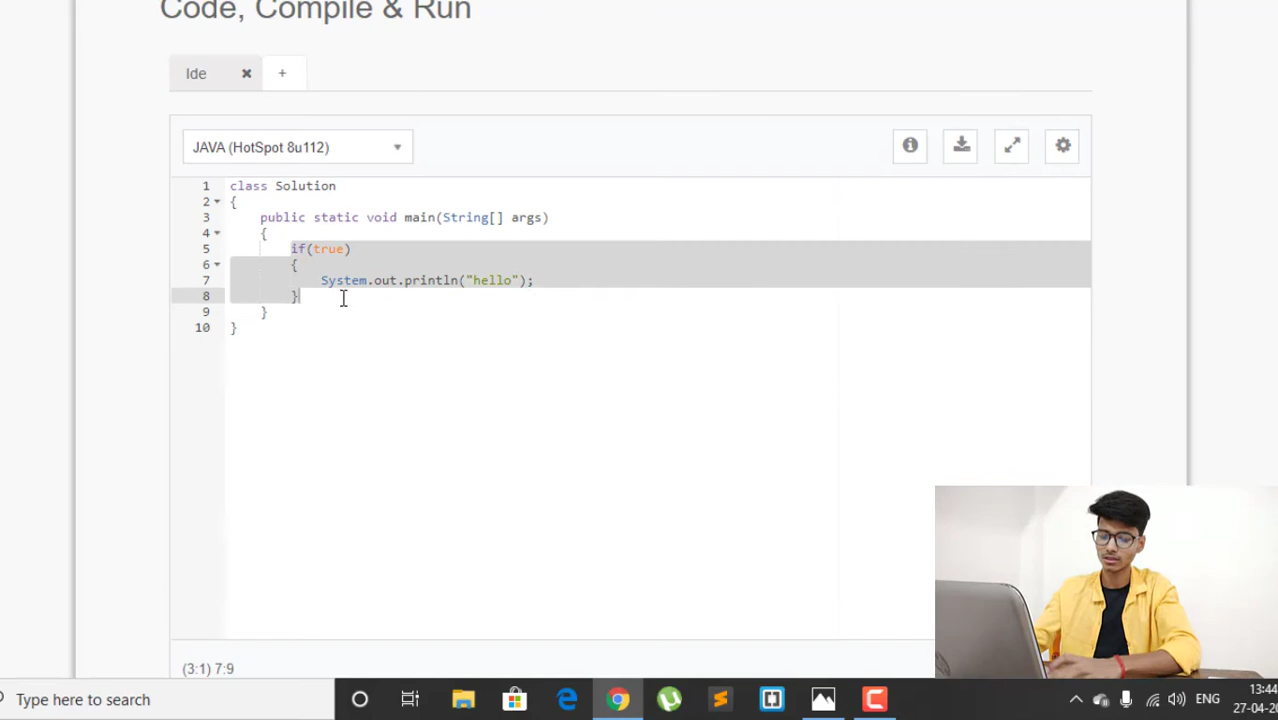 Code, Compile & Run
Ide
+
JAVA (HotSpot 8u112)
1 class Solution
2 {
3 public static void main(String[] args)
4 {
5 if(true)
6 {
7 System.out.println("hello");
8 }
9 }
10 }
(3:1) 7:9
Type here to search
ENG
13:44
27-04-20